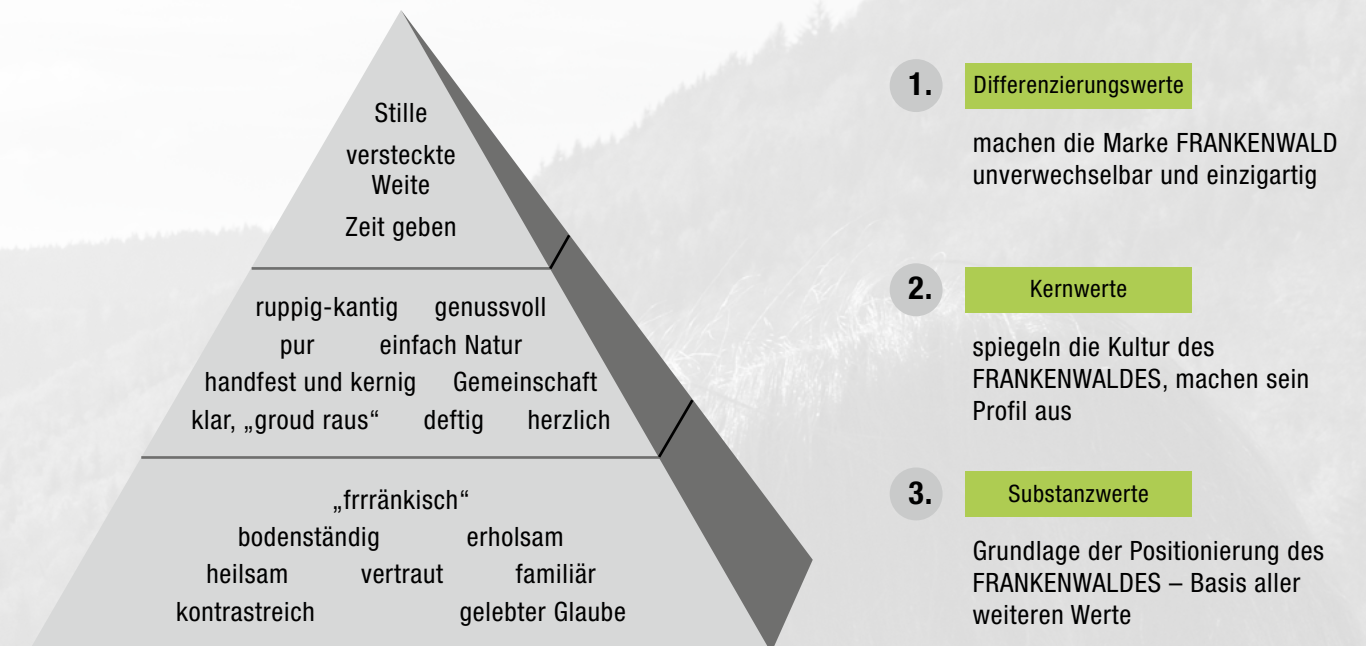 Stille
versteckte
Weite
Zeit geben
ruppig-kantig genussvoll
pur einfach Natur
handfest und kernig Gemeinschaft
klar, „groud raus“ deftig herzlich
„frrränkisch“
bodenständig erholsam
heilsam vertraut familiär
kontrastreich gelebter Glaube
1. Differenzierungswerte
machen die Marke FRANKENWALD
unverwechselbar und einzigartig
2. Kernwerte
spiegeln die Kultur des
FRANKENWALDES, machen sein
Profil aus
3. Substanzwerte
Grundlage der Positionierung des
FRANKENWALDES – Basis aller
weiteren Werte